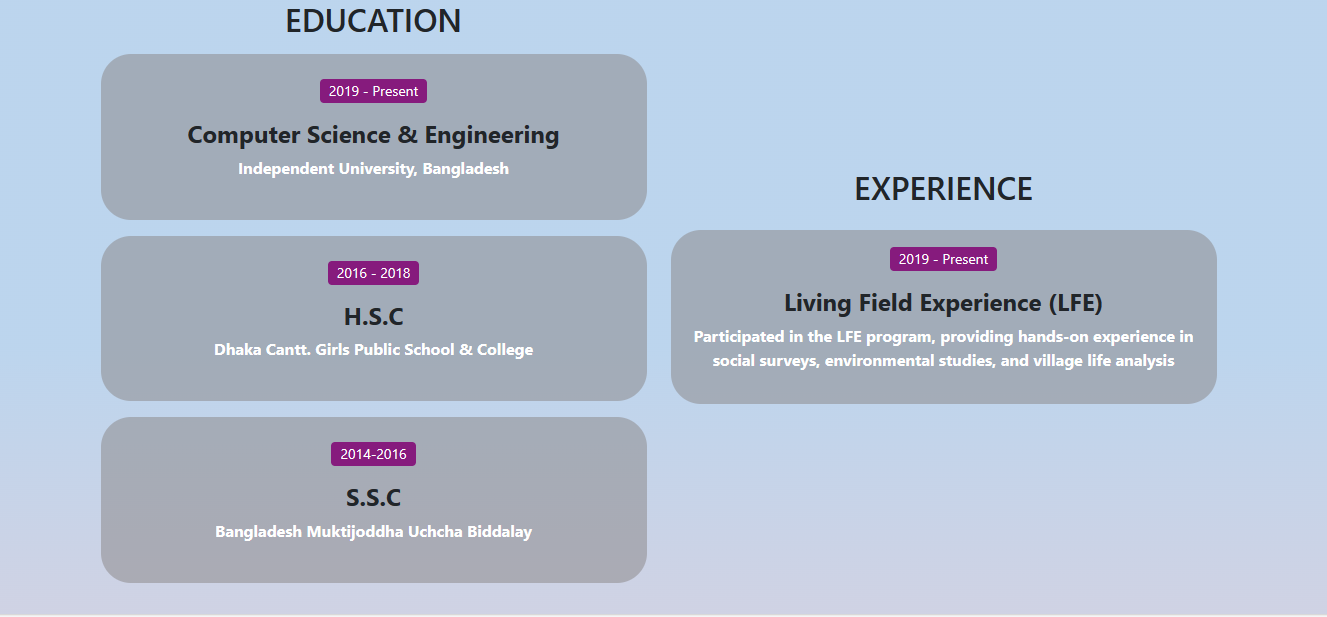 EDUCATION
2019 - Present
Computer Science & Engineering
Independent University, Bangladesh
2016 - 2018
H.S.C
Dhaka Cantt. Girls Public School & College
2014-2016
S.S.C
Bangladesh Muktijoddha Uchcha Biddalay
EXPERIENCE
2019 - Present
Living Field Experience (LFE)
Participated in the LFE program, providing hands-on experience in
social surveys, environmental studies, and village life analysis